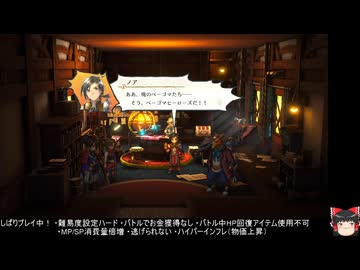 ノア
ああ、俺のベーゴマたち――
そう、ベーゴマヒーローズだ！！
しばりプレイ中！・難易度設定ハード・バトルでお金獲得なし・バトル中HP回復アイテム使用不可
・MP/SP消費量倍増・逃げられない・ハイパーインフレ(物価上昇)